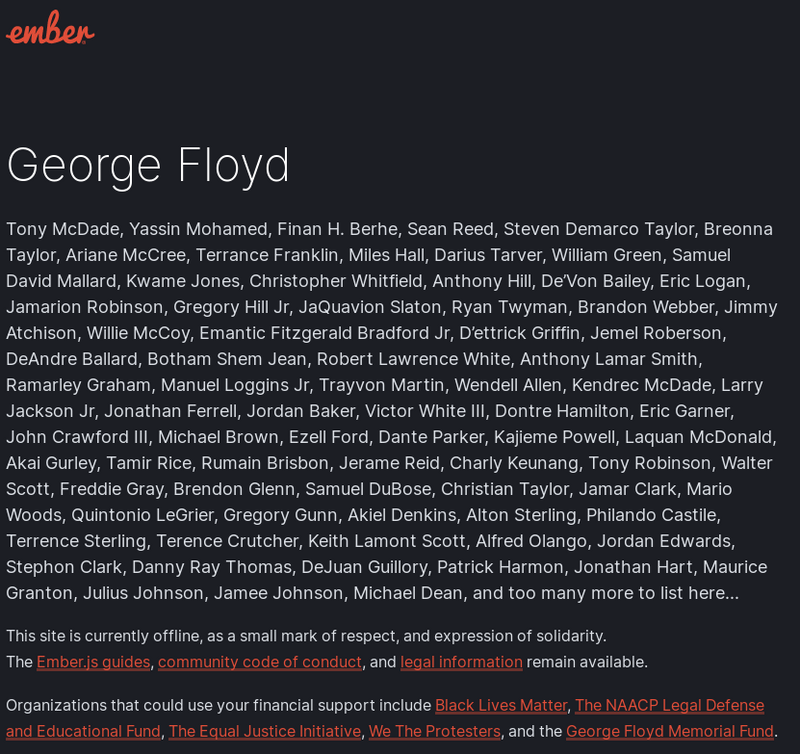 ember
George Floyd
Tony McDade, Yassin Mohamed, Finan H. Berhe, Sean Reed, Steven Demarco Taylor, Breonna
Taylor, Ariane McCree, Terrance Franklin, Miles Hall, Darius Tarver, William Green, Samuel
David Mallard, Kwame Jones, Christopher Whitfield, Anthony Hill, De’Von Bailey, Eric Logan,
Jamarion Robinson, Gregory Hill Jr, JaQuavion Slaton, Ryan Twyman, Brandon Webber, Jimmy
Atchison, Willie McCoy, Emantic Fitzgerald Bradford Jr, D’ettrick Griffin, Jemel Roberson,
DeAndre Ballard, Botham Shem Jean, Robert Lawrence White, Anthony Lamar Smith,
Ramarley Graham, Manuel Loggins Jr, Trayvon Martin, Wendell Allen, Kendrec McDade, Larry
Jackson Jr, Jonathan Ferrell, Jordan Baker, Victor White III, Dontre Hamilton, Eric Garner,
John Crawford III, Michael Brown, Ezell Ford, Dante Parker, Kajieme Powell, Laquan McDonald,
Akai Gurley, Tamir Rice, Rumain Brisbon, Jerame Reid, Charly Keunang, Tony Robinson, Walter
Scott, Freddie Gray, Brendon Glenn, Samuel DuBose, Christian Taylor, Jamar Clark, Mario
Woods, Quintonio LeGrier, Gregory Gunn, Akiel Denkins, Alton Sterling, Philando Castile,
Terrence Sterling, Terence Crutcher, Keith Lamont Scott, Alfred Olango, Jordan Edwards,
Stephon Clark, Danny Ray Thomas, DeJuan Guillory, Patrick Harmon, Jonathan Hart, Maurice
Granton, Julius Johnson, Jamee Johnson, Michael Dean, and too many more to list here...
This site is currently offline, as a small mark of respect, and expression of solidarity.
The Ember.js guides, community code of conduct, and legal information remain available.
Organizations that could use your financial support include Black Lives Matter, The NAACP Legal Defense
and Educational Fund, The Equal Justice Initiative, We The Protesters, and the George Floyd Memorial Fund.